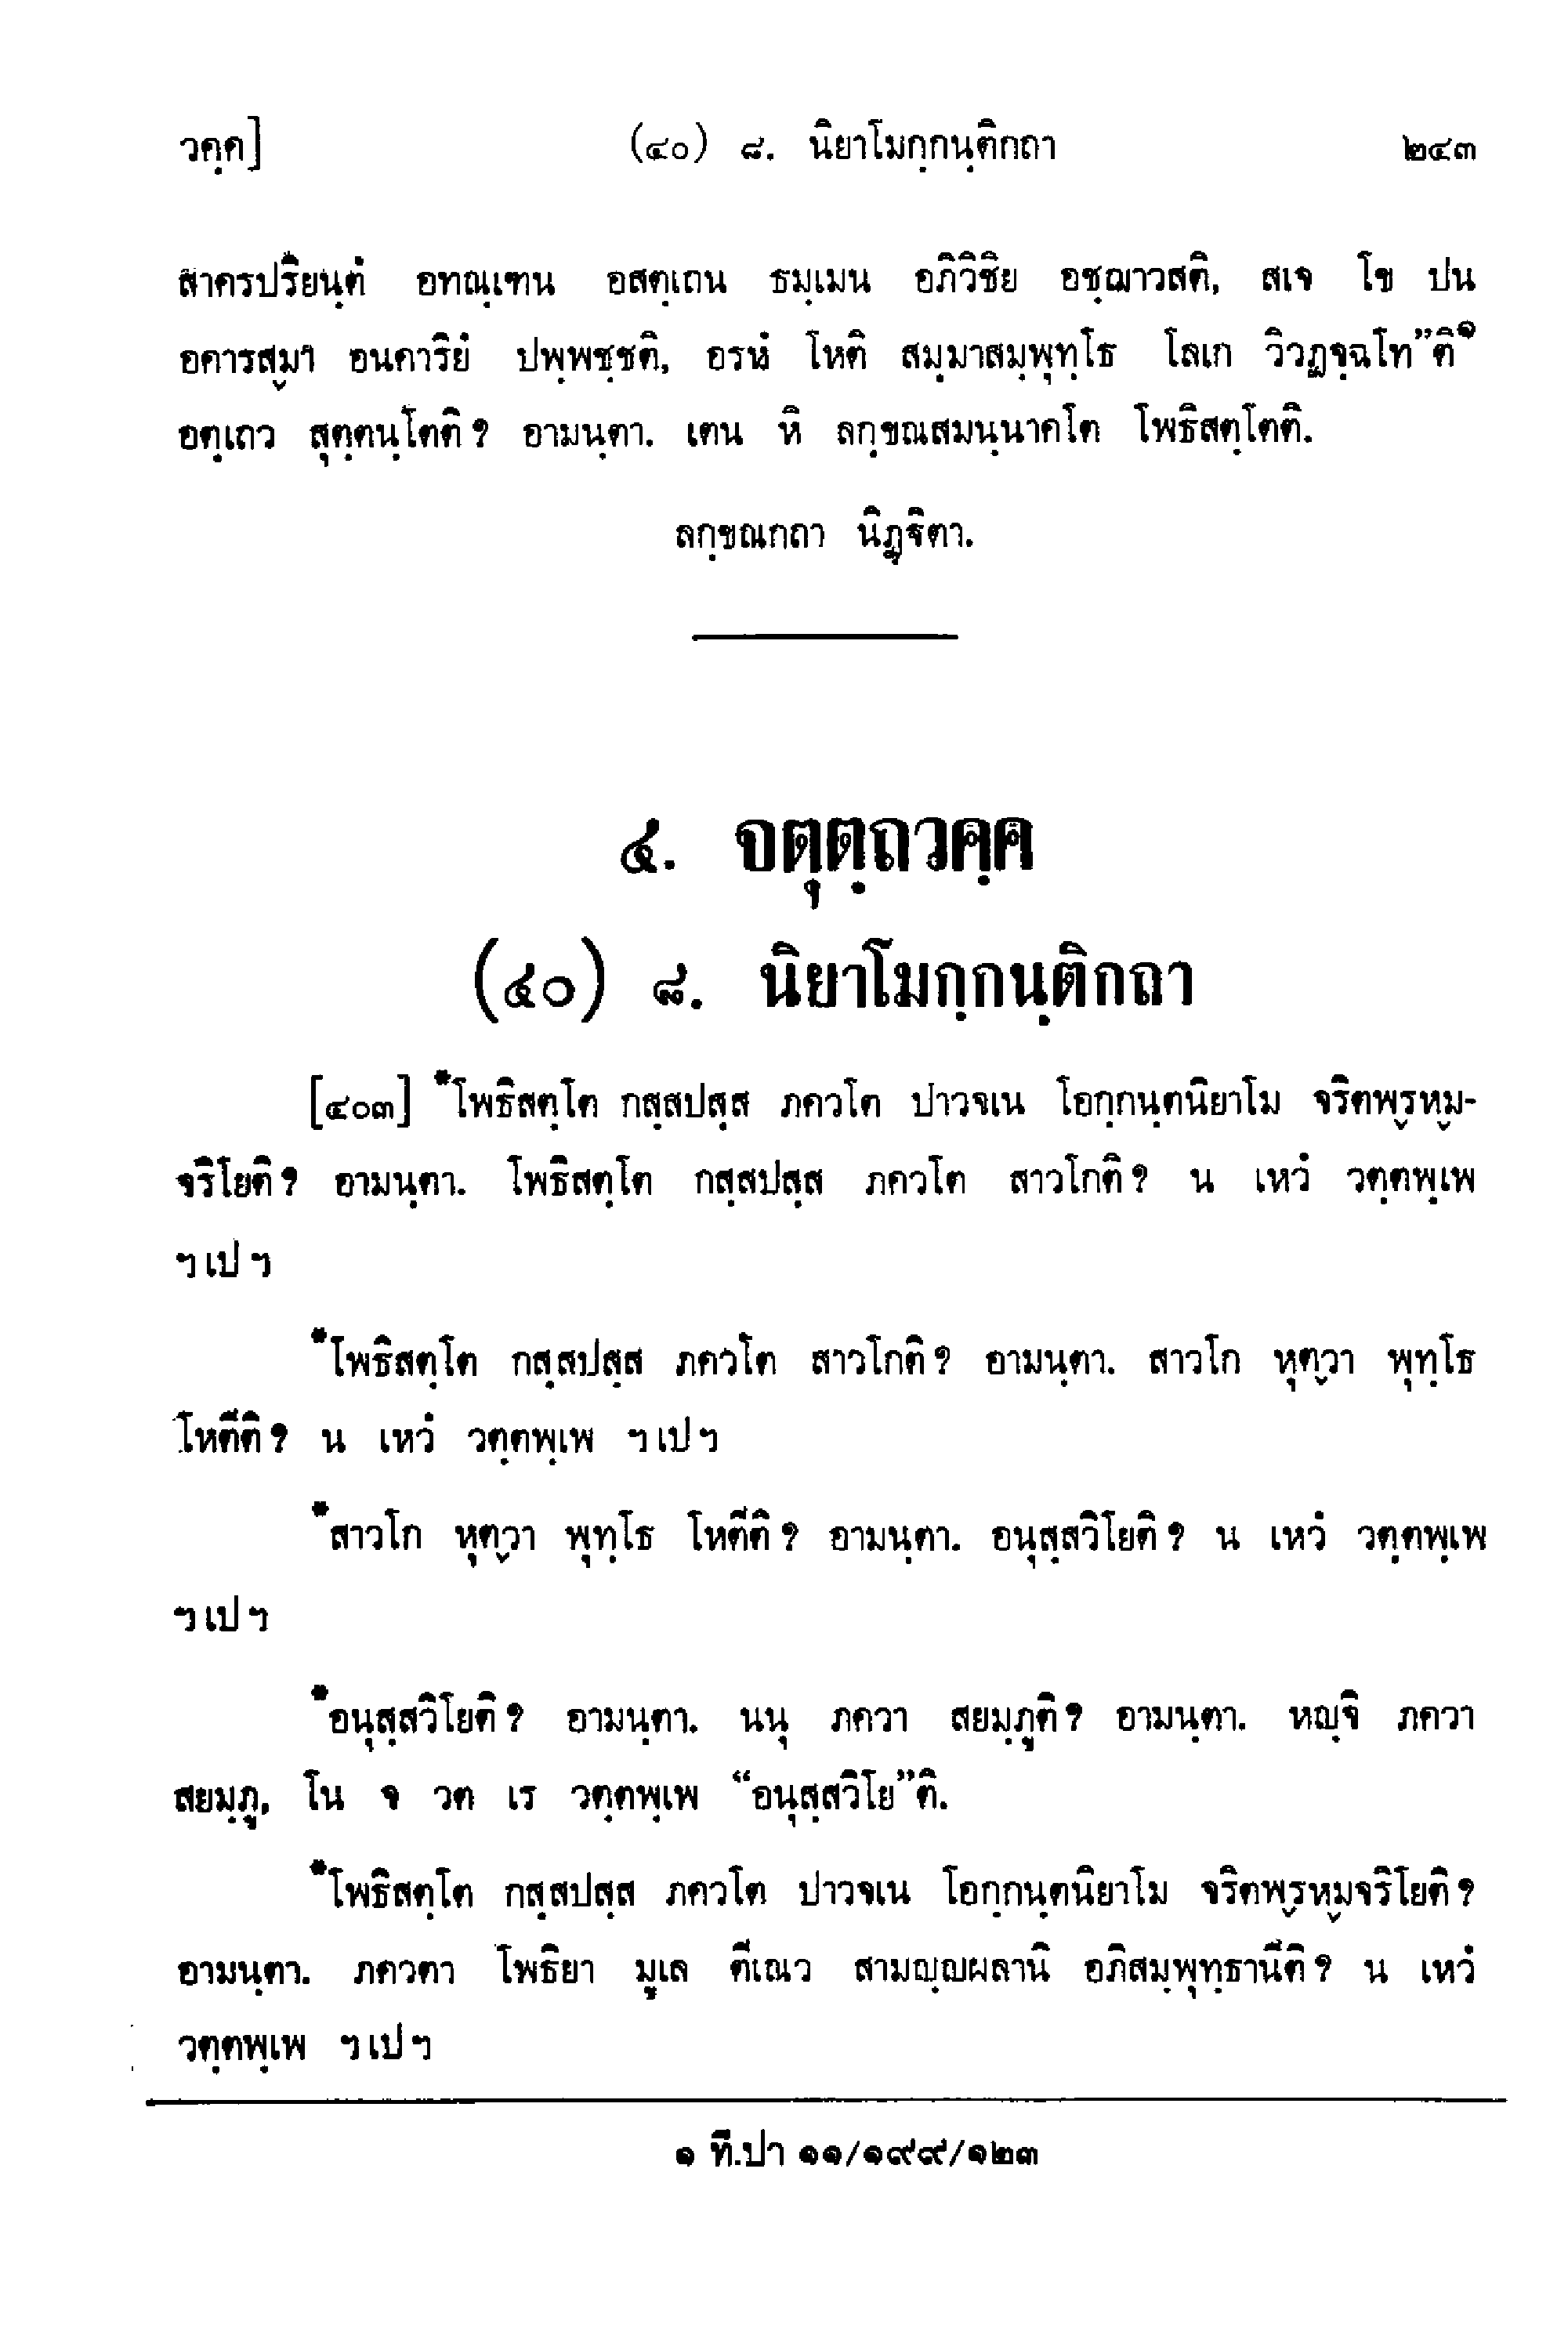 วคฺค]
(๔๐) ๘. นิยาโมกฺกนฺติกถา
๒๔๓
สาครปริยนฺตํ อทณฺเฑน อสตฺเถน ธมฺเมน อภิวิชิย อชฺฌาวสติ, สเจ โข ปน
อคารสฺมา อนคาริยํ ปพฺพชฺชติ, อรหํ โหติ สมฺมาสมฺพุทฺโธ โลเก วิวฏจฺฉโท”ติ๑
อตฺเถว สุตฺตนฺโตติ? อามนฺตา. เตน หิ ลกฺขณสมนฺนาคโต โพธิสตฺโตติ.
ลกฺขณกถา นิฏฺฐิตา.
๔. จตุตฺถวคฺค
(๔๐) ๘. นิยาโมกฺกนฺติกถา
[๔๐๓] *โพธิสตฺโต กสฺสปสฺส ภควโต ปาวจเน โอกฺกนฺตนิยาโม จริตพฺรหฺม-
จริโยติ? อามนฺตา. โพธิสตฺโต กสฺสปสฺส ภควโต สาวโกติ? น เหวํ วตฺตพฺเพ
ฯเปฯ
*โพธิสตฺโต กสฺสปสฺส ภควโต สาวโกติ? อามนฺตา. สาวโก หุตฺวา พุทฺโธ
โหตีติ? น เหวํ วตฺตพฺเพ ฯเปฯ
*สาวโก หุตฺวา พุทฺโธ โหตีติ? อามนฺตา. อนุสฺสวิโยติ? น เหวํ วตฺตพฺเพ
ฯเปฯ
*อนุสฺสวิโยติ? อามนฺตา. นนุ ภควา สยมฺภูติ? อามนฺตา. หญฺจิ ภควา
สยมฺภู, โน จ วต เร วตฺตพฺเพ “อนุสฺสวิโย”ติ.
*โพธิสตฺโต กสฺสปสฺส ภควโต ปาวจเน โอกฺกนฺตนิยาโม จริตพฺรหฺมจริโยติ?
อามนฺตา. ภควตา โพธิยา มูเล ตีเณว สามญฺญผลานิ อภิสมฺพุทฺธานีติ? น เหวํ
วตฺตพฺเพ ฯเปฯ
๑ ที.ปา ๑๑/๑๙๙/๑๒๓